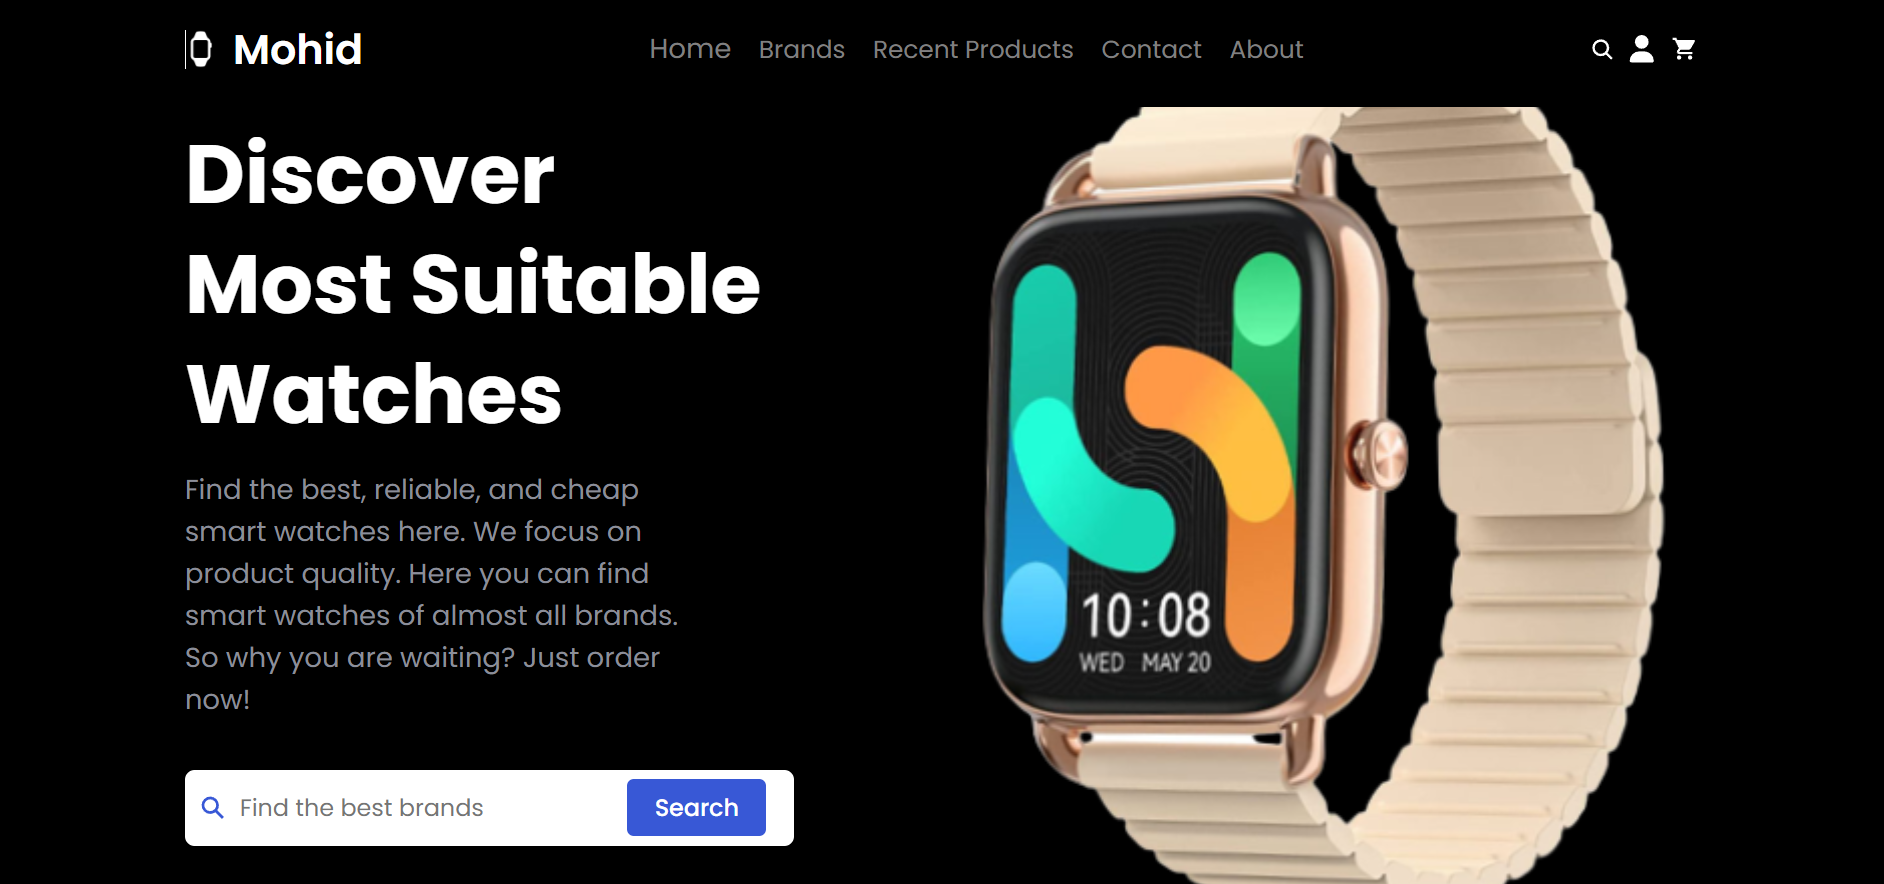 Mohid
Home Brands Recent Products Contact About
Discover
Most Suitable
Watches
Find the best, reliable, and cheap
smart watches here. We focus on
product quality. Here you can find
smart watches of almost all brands.
So why you are waiting? Just order
now!
Find the best brands
Search
10:08
WED MAY 20